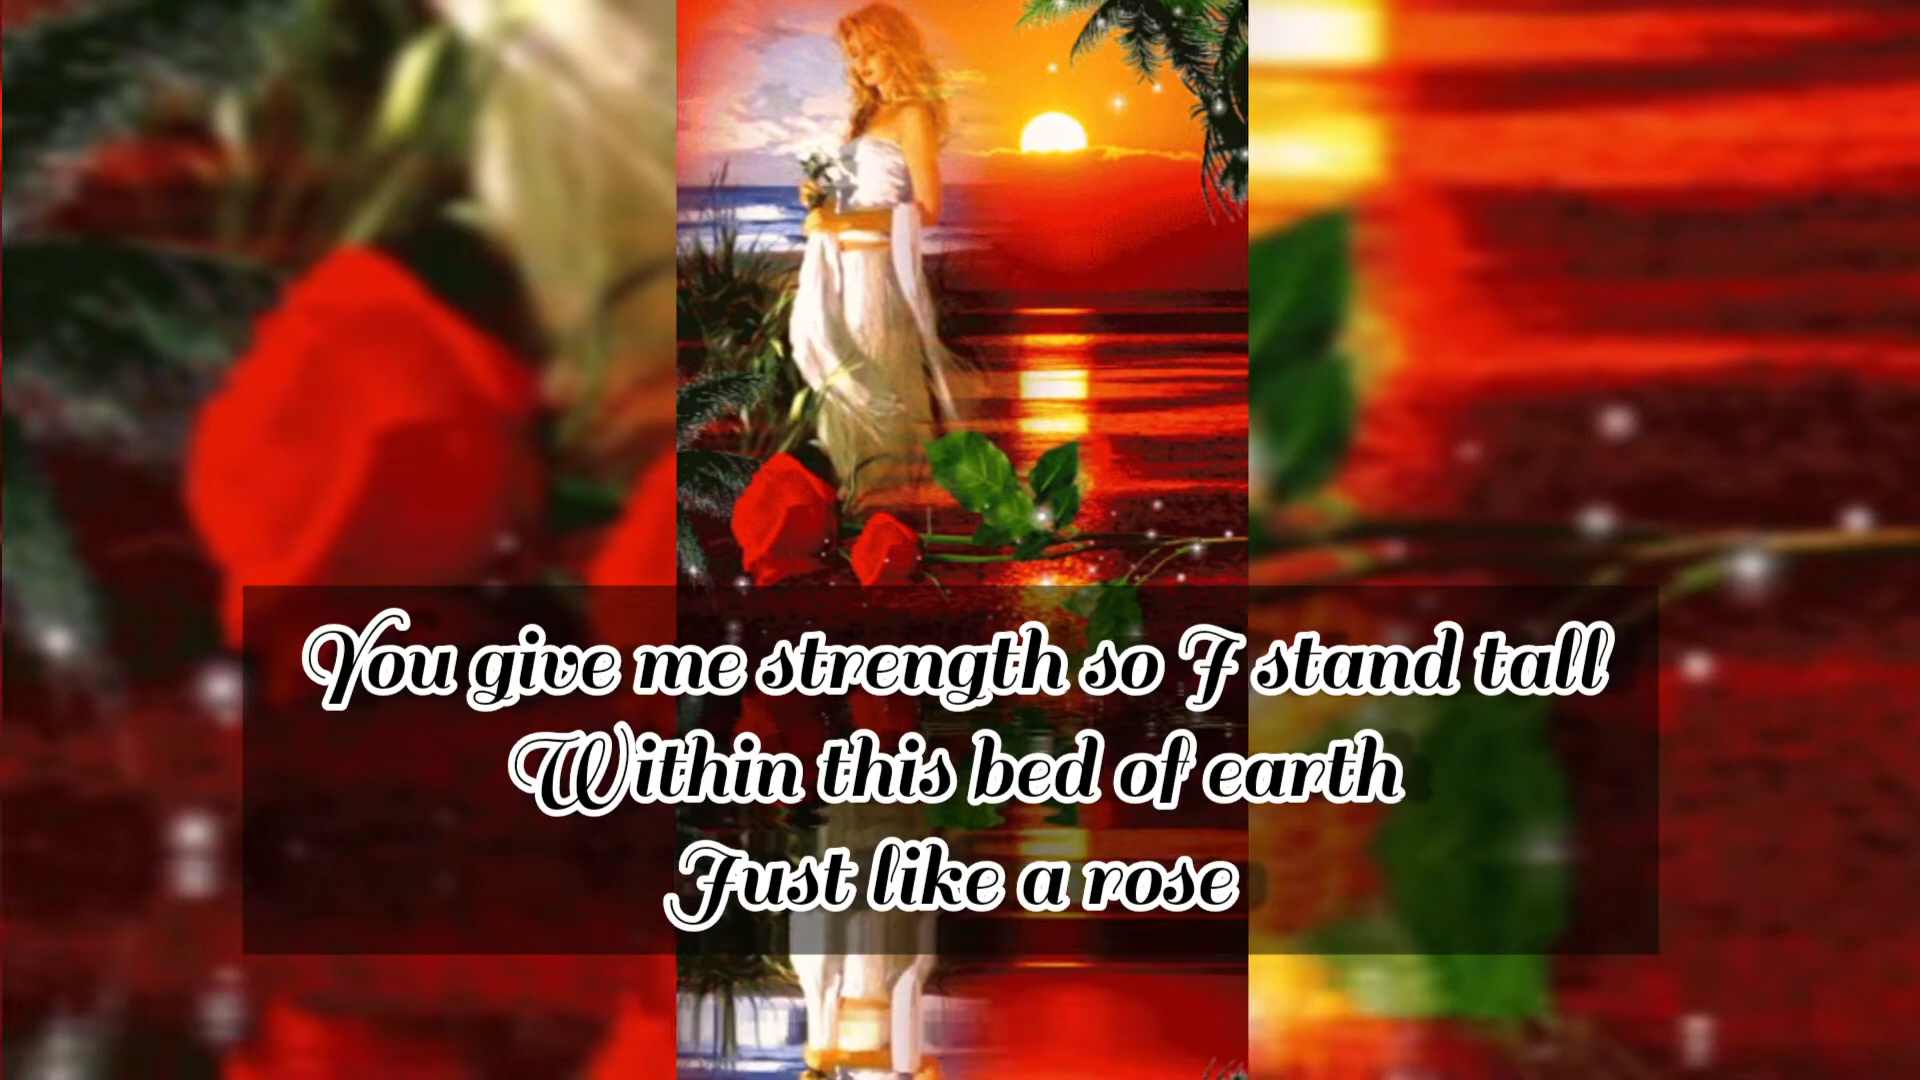 You give me strength so I stand tall
Within this bed of earth
Just like a rose